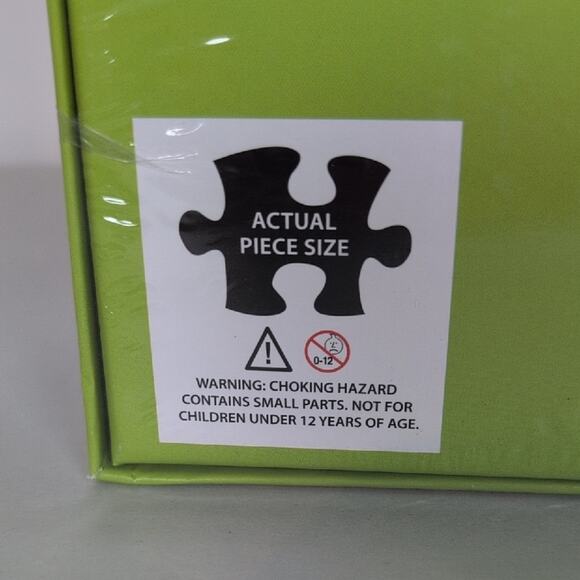 ACTUAL
PIECE SIZE
0-12
WARNING: CHOKING HAZARD
CONTAINS SMALL PARTS. NOT FOR
CHILDREN UNDER 12 YEARS OF AGE.